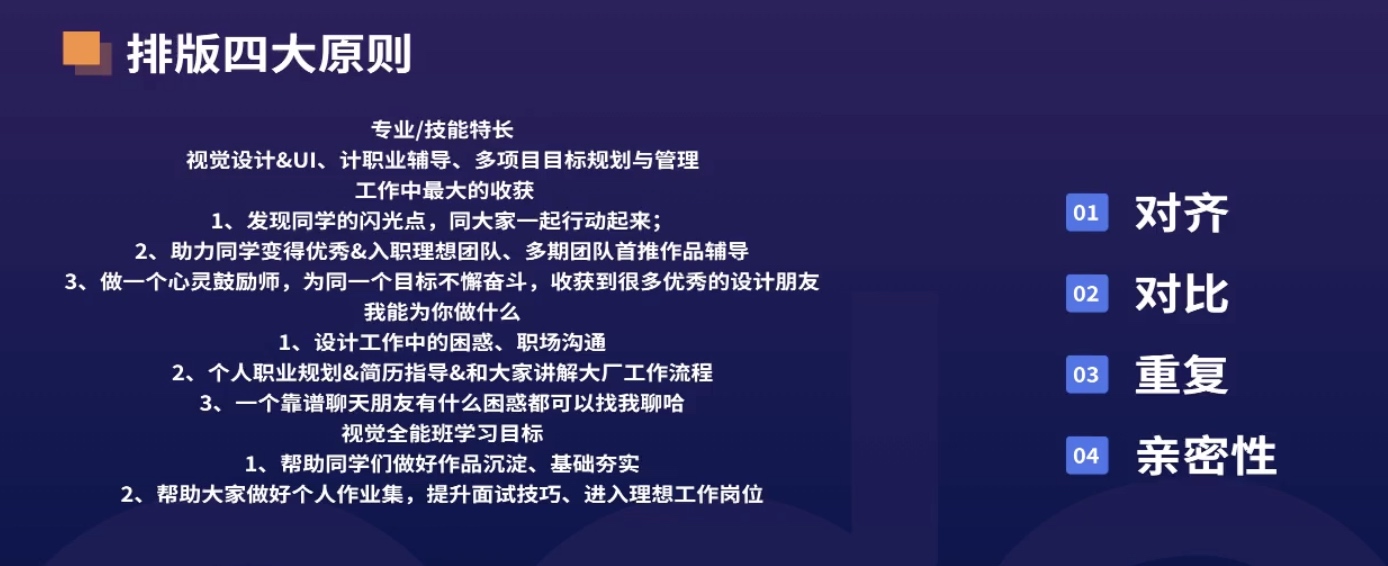 排版四大原则
专业/技能特长
视觉设计&UI、计职业辅导、多项目目标规划与管理
工作中最大的收获
1、发现同学的闪光点，同大家一起行动起来；
2、助力同学变得优秀&入职理想团队、多期团队首推作品辅导
3、做一个心灵鼓励师，为同一个目标不懈奋斗，收获到很多优秀的设计朋友
我能为你做什么
1、设计工作中的困惑、职场沟通
2、个人职业规划&简历指导&和大家讲解大厂工作流程
3、一个靠谱聊天朋友有什么困惑都可以找我聊哈
视觉全能班学习目标
1、帮助同学们做好作品沉淀、基础夯实
2、帮助大家做好个人作业集，提升面试技巧、进入理想工作岗位
01 对齐
02 对比
03 重复
04 亲密性